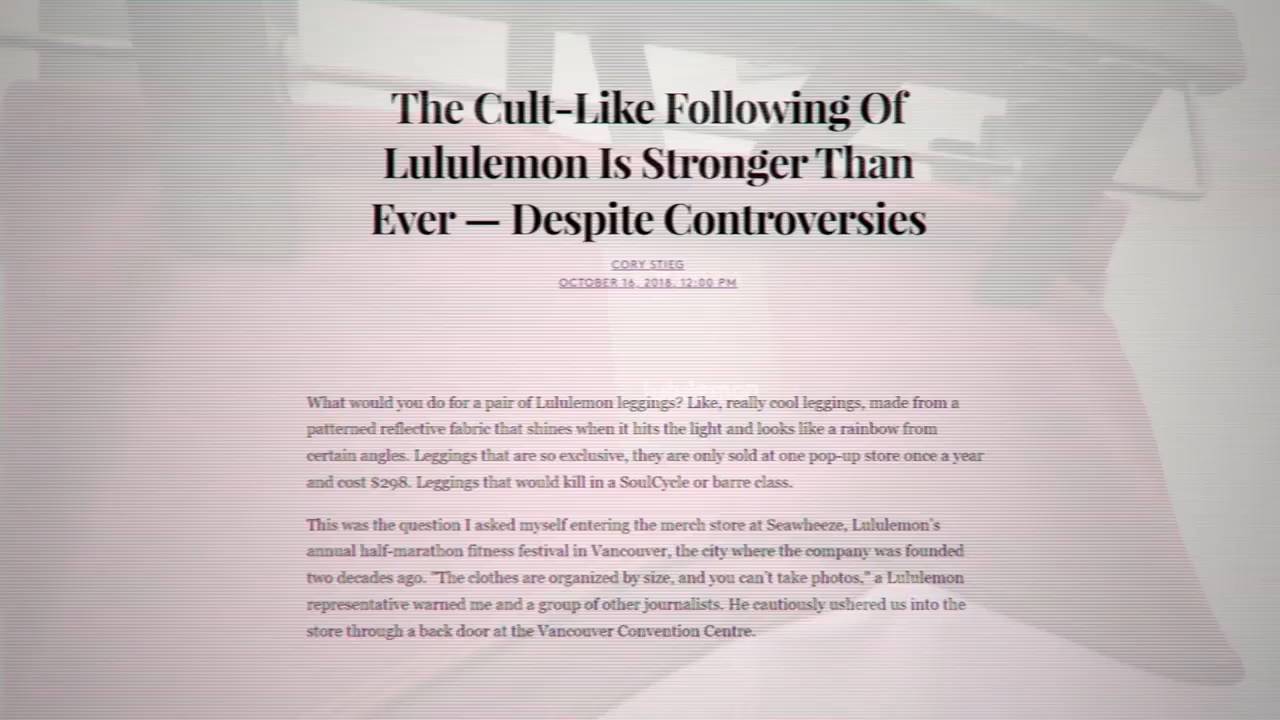 The Cult-Like Following Of
Lululemon Is Stronger Than
Ever — Despite Controversies
CORY STIEG
OCTOBER 16, 2018, 12:00 PM
What would you do for a pair of Lululemon leggings? Like, really cool leggings, made from a
patterned reflective fabric that shines when it hits the light and looks like a rainbow from
certain angles. Leggings that are so exclusive, they are only sold at one pop-up store once a year
and cost $298. Leggings that would kill in a SoulCycle or barre class.
This was the question I asked myself entering the merch store at Seawheeze, Lululemon's
annual half-marathon fitness festival in Vancouver, the city where the company was founded
two decades ago. "The clothes are organized by size, and you can't take photos," a Lululemon
representative warned me and a group of other journalists. He cautiously ushered us into the
store through a back door at the Vancouver Convention Centre.